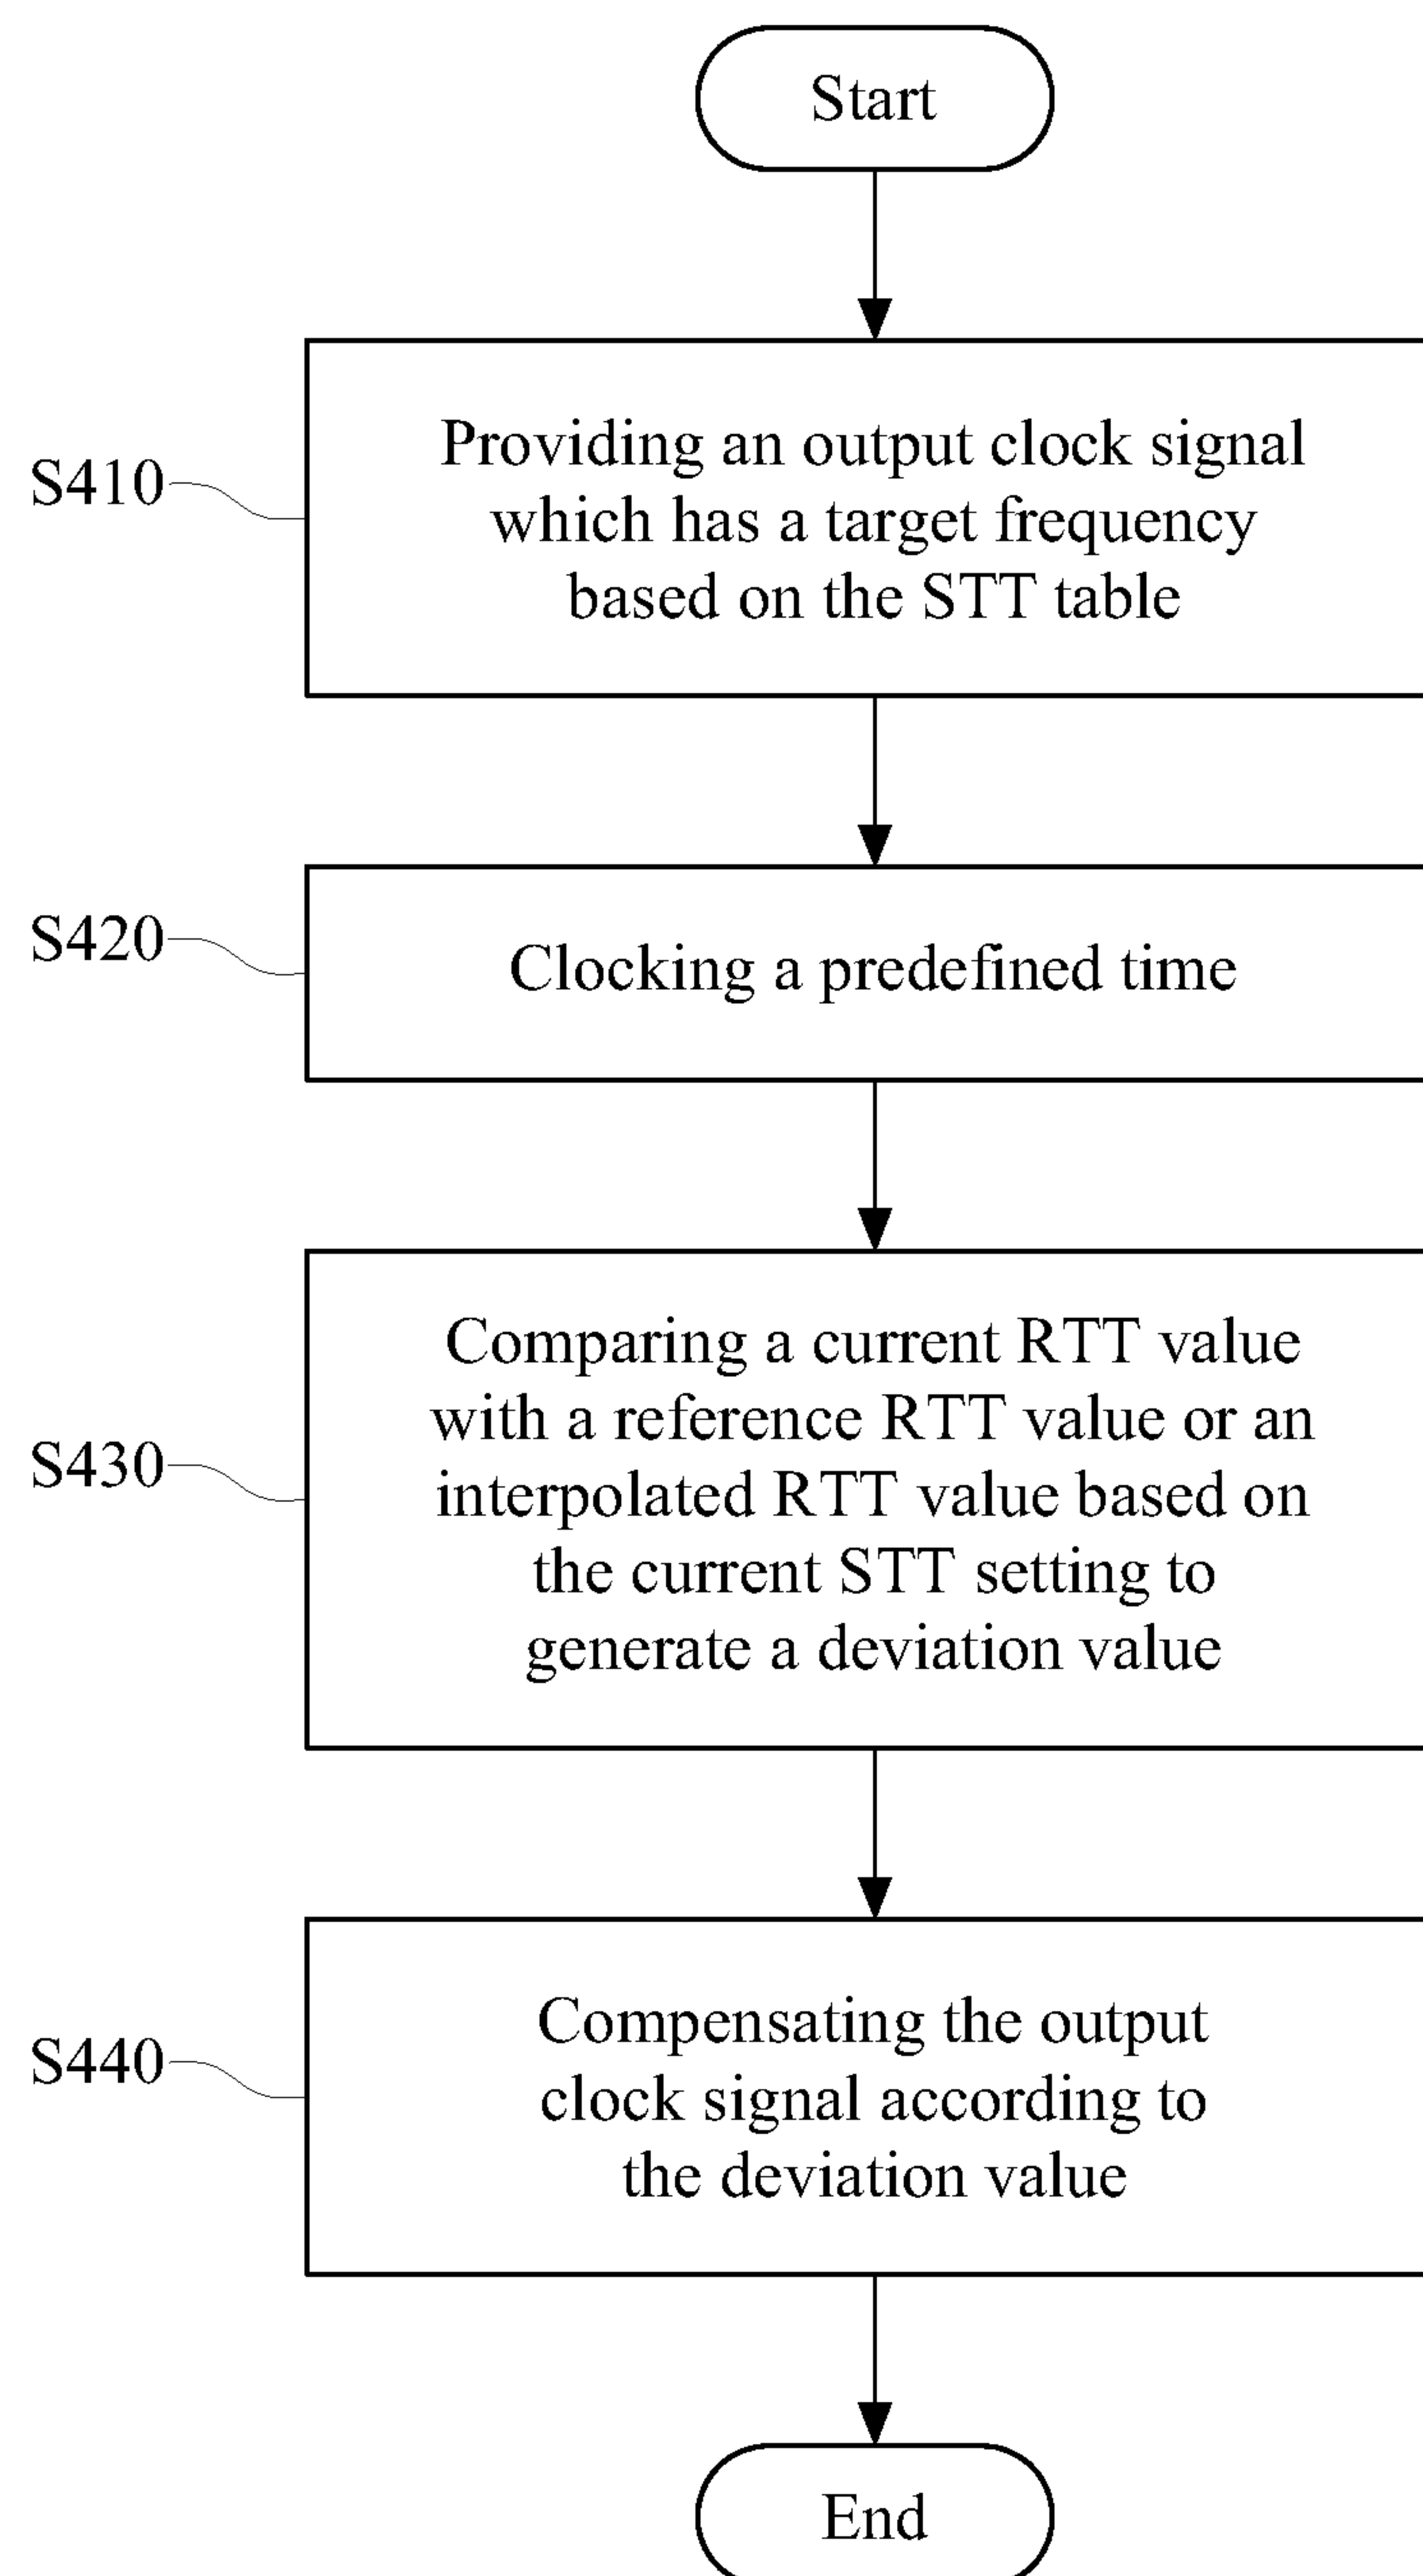 Start
S410
Providing an output clock signal
which has a target frequency
based on the STT table
S420
Clocking a predefined time
S430
Comparing a current RTT value
with a reference RTT value or an
interpolated RTT value based on
the current STT setting to
generate a deviation value
S440
Compensating the output
clock signal according to
the deviation value
End